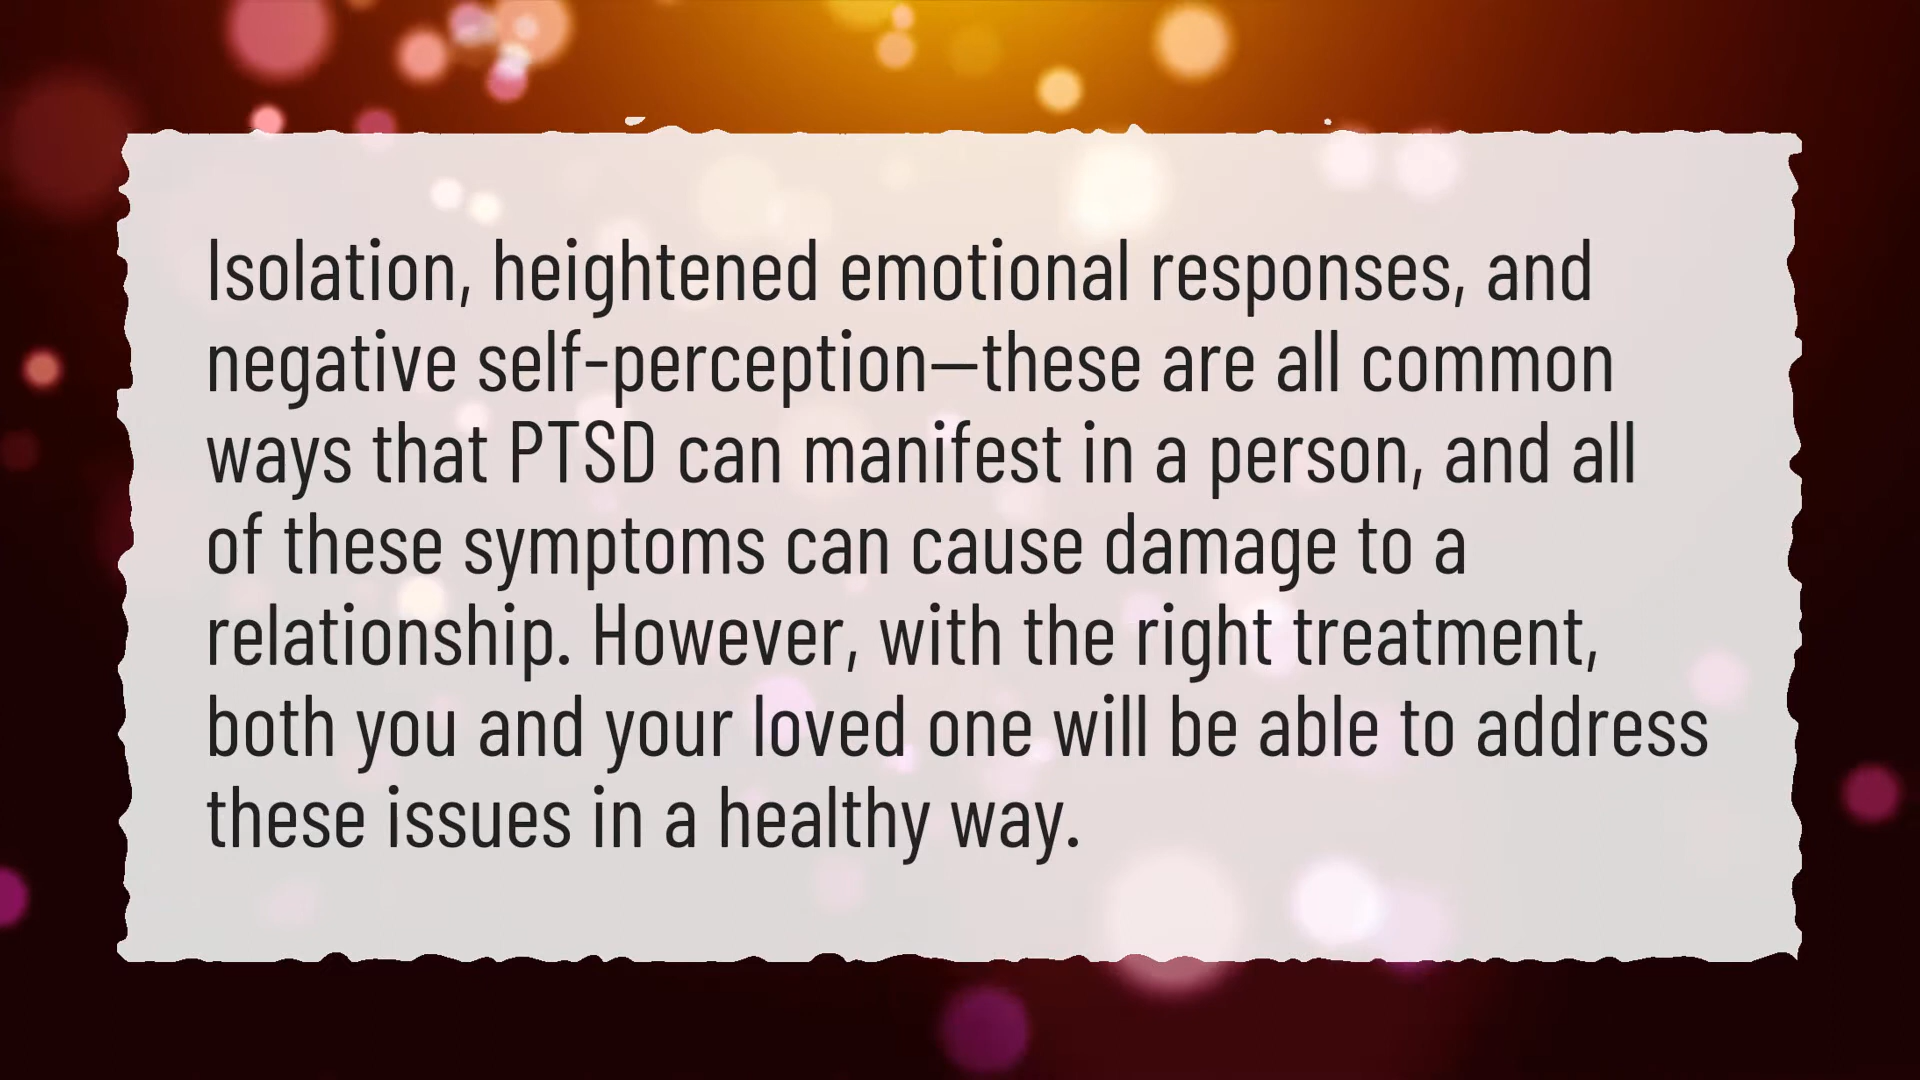 Isolation, heightened emotional responses, and
negative self-perception—these are all common
ways that PTSD can manifest in a person, and all
of these symptoms can cause damage to a
relationship. However, with the right treatment,
both you and your loved one will be able to address
these issues in a healthy way.